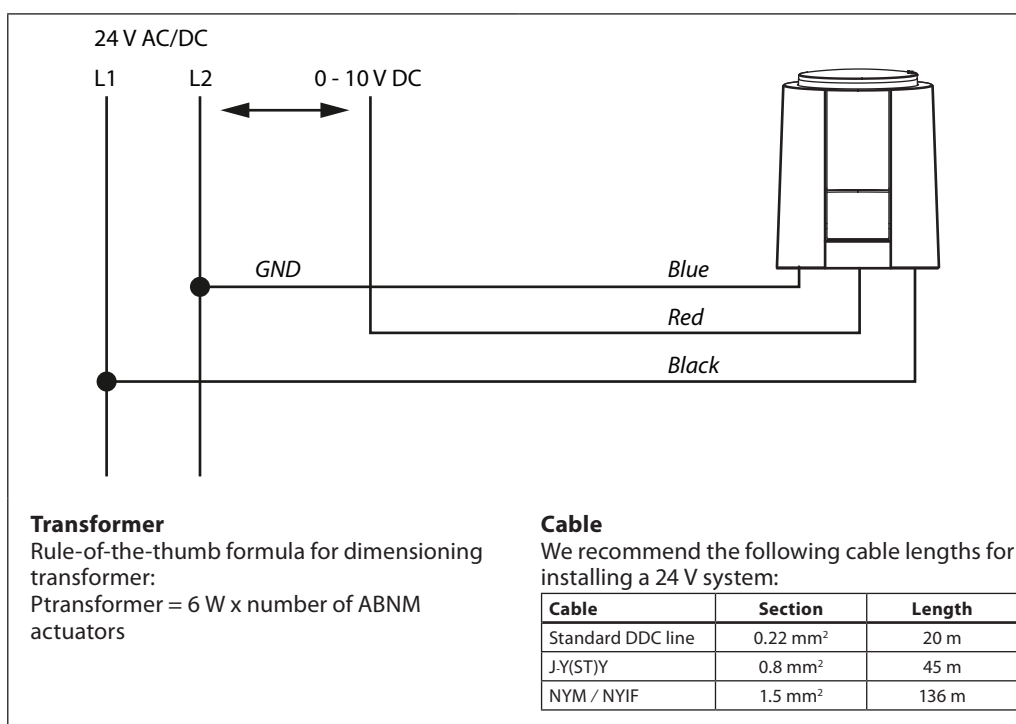 24 V AC/DC
L1 L2 0 - 10 V DC
GND Blue
Red
Black
Transformer
Rule-of-the-thumb formula for dimensioning
transformer:
Ptransformer = 6 W x number of ABNM
actuators
Cable
We recommend the following cable lengths for
installing a 24 V system:
Cable Section Length
Standard DDC line 0.22 mm² 20 m
J-Y(ST)Y 0.8 mm² 45 m
NYM / NYIF 1.5 mm² 136 m